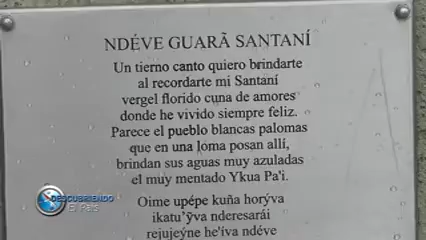 NDÉVE GUARÃ SANTANÍ
Un tierno canto quiero brindarte
al recordarte mi Santaní
vergel florido cuna de amores
donde he vivido siempre feliz.
Parece el pueblo blancas palomas
que en una loma posan allí,
brindan sus aguas muy azuladas
el muy mentado Ykua Pa'i.
Oime upépe kuña horýva
ikatu'ỹva nderesarái
rejujeýne he'íva ndéve
DESCUBRIENDO
El País